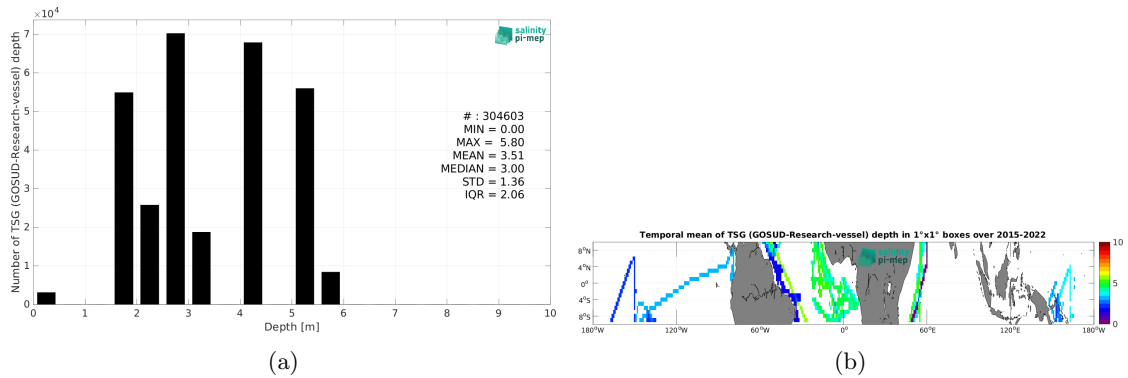 ×10⁴
salinity
pi-mep
Number of TSG (GOSUD-Research-vessel) depth
7
6
5
4
3
2
1
0
# : 304603
MIN = 0.00
MAX = 5.80
MEAN = 3.51
MEDIAN = 3.00
STD = 1.36
IQR = 2.06
0 1 2 3 4 5 6 7 8 9 10
Depth [m]
(a)
Temporal mean of TSG (GOSUD-Research-vessel) depth in 1°x1° boxes over 2015-2022
salinity
pi-mep
8°N
4°N
0°
4°S
8°S
180°W 120°W 60°W 0° 60°E 120°E 180°W
10
5
0
(b)